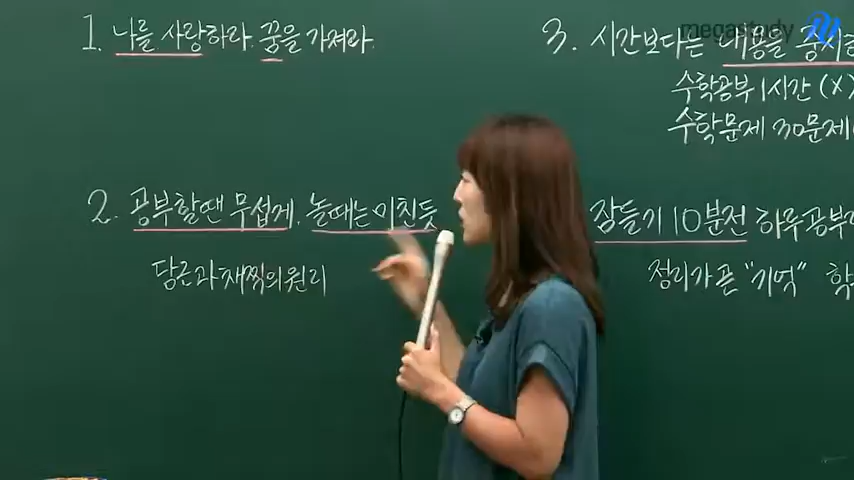 1. 나를 사랑하라. 꿈을 가져라.
2. 공부할땐 무섭게, 놀때는 미친듯
당근과 채찍의 원리
megastudy
3. 시간보다는 내용을 중시
수학공부 1시간 (X)
수학문제 30문제
잠들기 10분전 하루공부
정리가 곧 "기억" 학